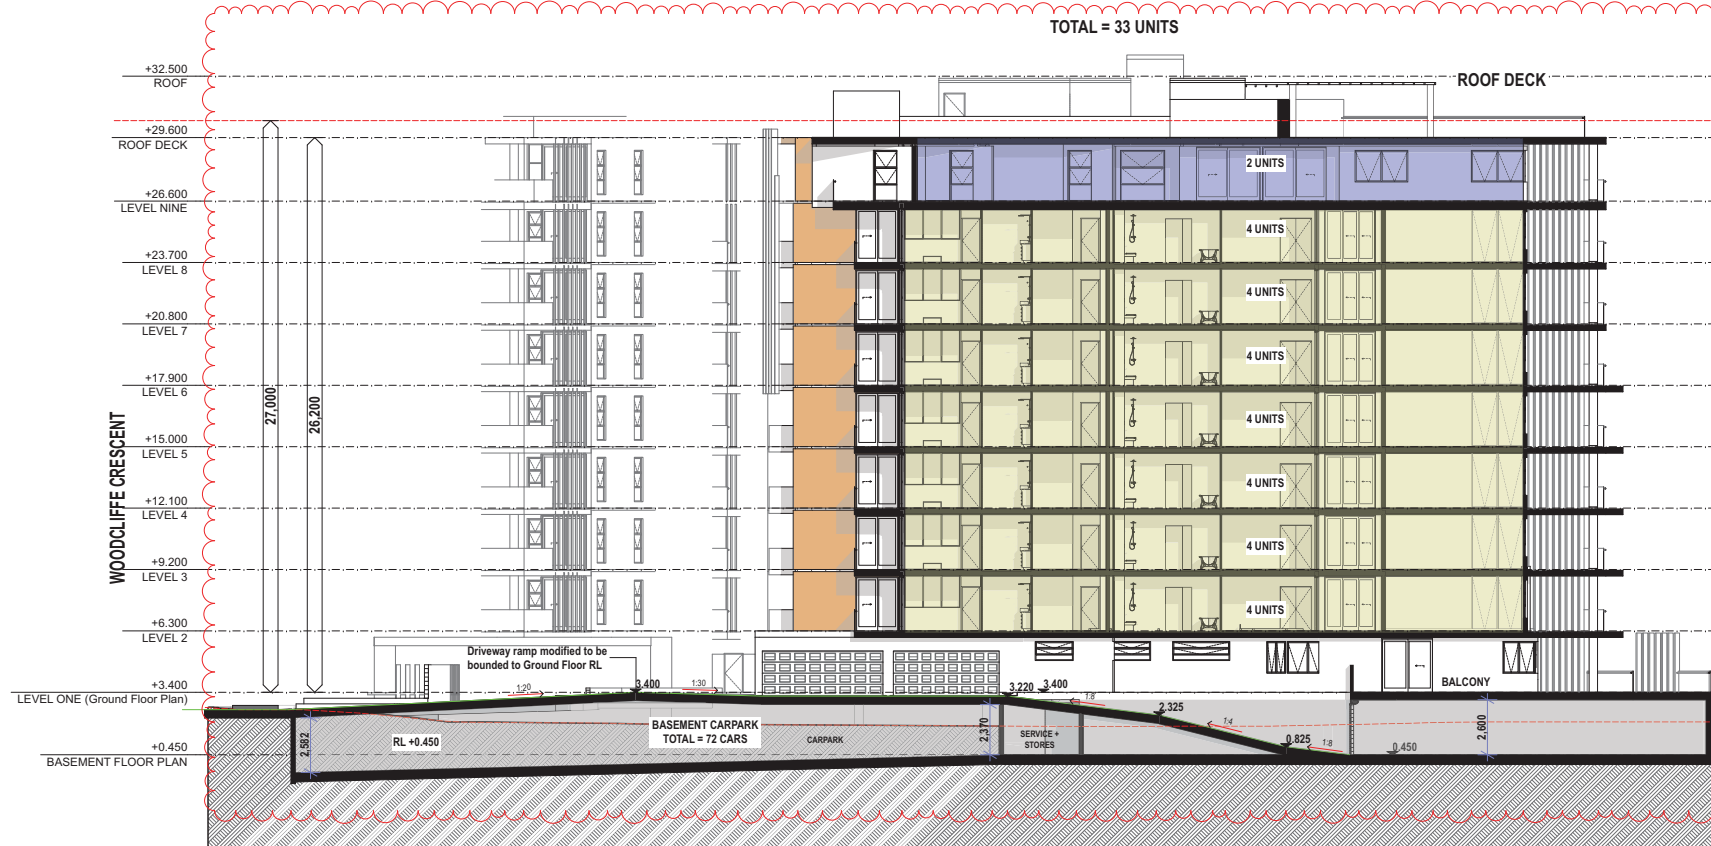 TOTAL = 33 UNITS
+32.500
ROOF
ROOF DECK
+29.600
ROOF DECK
2 UNITS
+26.600
LEVEL NINE
4 UNITS
+23.700
LEVEL 8
4 UNITS
+20.800
LEVEL 7
4 UNITS
+17.900
LEVEL 6
27,000
26,200
4 UNITS
WOODCLIFFE CRESCENT
+15.000
LEVEL 5
4 UNITS
+12.100
LEVEL 4
4 UNITS
+9.200
LEVEL 3
4 UNITS
+6.300
LEVEL 2
Driveway ramp modified to be
bounded to Ground Floor RL
+3.400
LEVEL ONE (Ground Floor Plan)
1:20
3.400
1:30
3.220
3.400
1:8
BALCONY
2.325
1:4
2,582
RL +0.450
BASEMENT CARPARK
TOTAL = 72 CARS
CARPARK
2,370
SERVICE +
STORES
0.825
1:8
0.450
2,600
+0.450
BASEMENT FLOOR PLAN